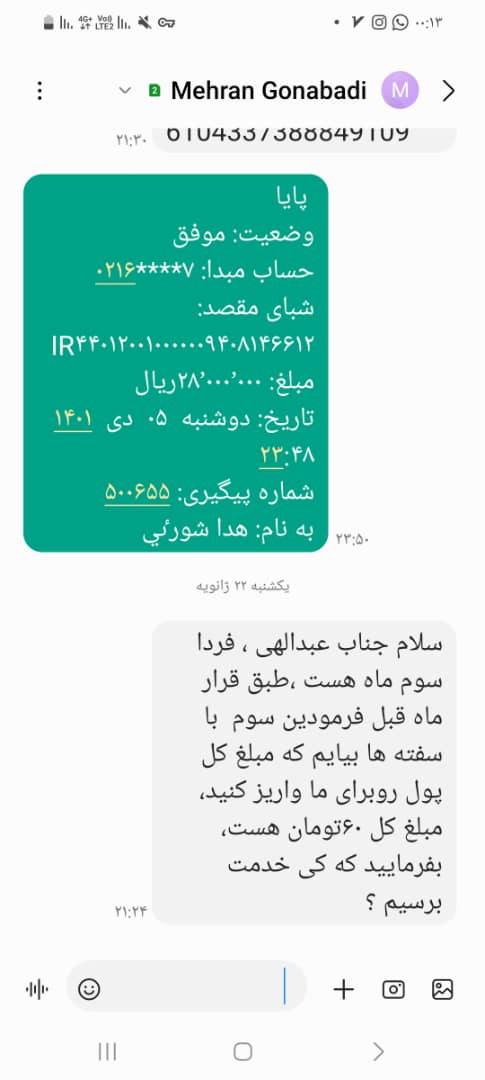 ۰۰:۱۳
4G+ Vo)) LTE2
Mehran Gonabadi
2
M
6104337388849109
۲۱:۳۰
پایا
وضعیت: موفق
حساب مبدا: ۷****۰۲۱۶
شبای مقصد:
IR۴۴۰۱۲۰۰۱۰۰۰۰۰۰۹۴۰۸۱۴۶۶۱۲
مبلغ: ۲۸٬۰۰۰٬۰۰۰ریال
تاریخ: دوشنبه ۰۵ دی ۱۴۰۱
۲۳:۴۸
شماره پیگیری: ۵۰۰۶۵۵
به نام: هدا شورئي
۲۳:۵۰
یکشنبه ۲۲ ژانویه
سلام جناب عبدالهی ، فردا
سوم ماه هست ،طبق قرار
ماه قبل فرمودین سوم با
سفته ها بیایم که مبلغ کل
پول روبرای ما واریز کنید،
مبلغ کل ۶۰تومان هست،
بفرمایید که کی خدمت
برسیم ؟
۲۱:۲۴